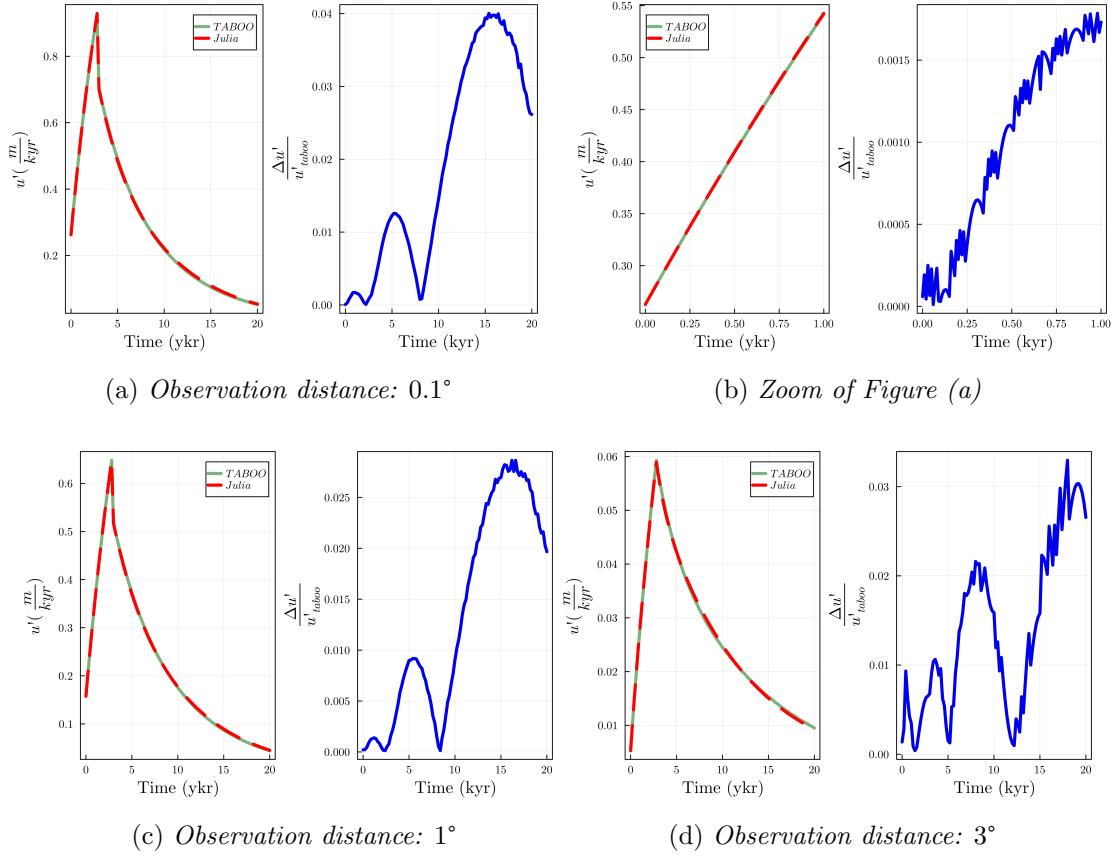 TABOO
Julia
0.8
0.6
0.4
0.2
0 5 10 15 20
Time (ykr)
u'(m/kyr)
0.04
0.03
0.02
0.01
0.00
0 5 10 15 20
Time (kyr)
Δu'/u'taboo
(a) Observation distance: 0.1°
TABOO
Julia
0.55
0.50
0.45
0.40
0.35
0.30
0.00 0.25 0.50 0.75 1.00
Time (ykr)
u'(m/kyr)
0.0015
0.0010
0.0005
0.0000
0.00 0.25 0.50 0.75 1.00
Time (kyr)
Δu'/u'taboo
(b) Zoom of Figure (a)
TABOO
Julia
0.6
0.5
0.4
0.3
0.2
0.1
0 5 10 15 20
Time (ykr)
u'(m/kyr)
0.025
0.020
0.015
0.010
0.005
0.000
0 5 10 15 20
Time (kyr)
Δu'/u'taboo
(c) Observation distance: 1°
TABOO
Julia
0.06
0.05
0.04
0.03
0.02
0.01
0 5 10 15 20
Time (ykr)
u'(m/kyr)
0.03
0.02
0.01
0.00
0 5 10 15 20
Time (kyr)
Δu'/u'taboo
(d) Observation distance: 3°